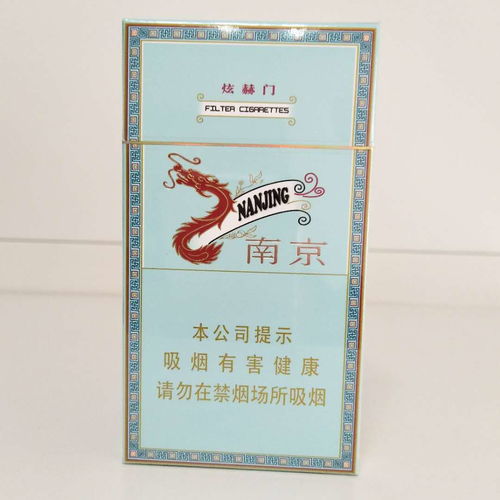 炫赫门
FILTER CIGARETTES
NANJING
南京
本公司提示
吸烟有害健康
请勿在禁烟场所吸烟